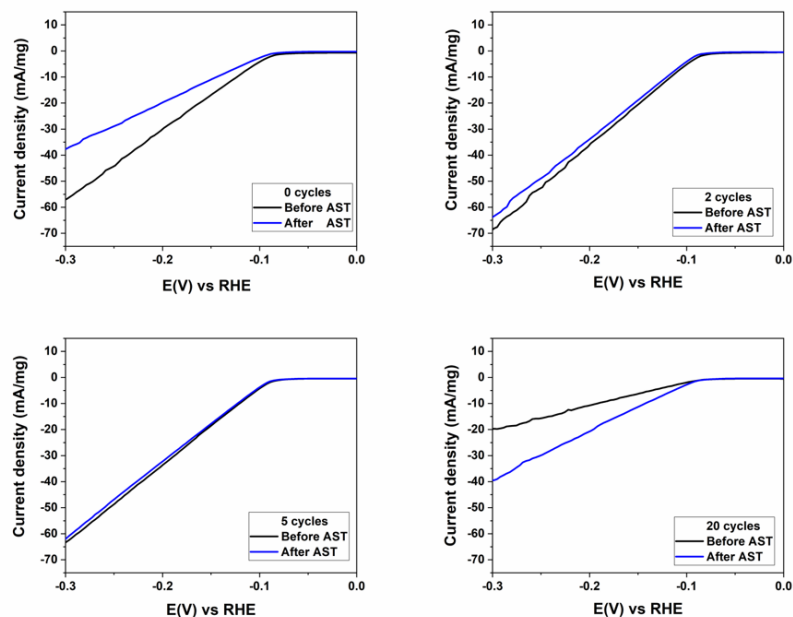 10
0
-10
-20
-30
-40
-50
-60
-70
Current density (mA/mg)
0 cycles
Before AST
After AST
-0.3
-0.2
-0.1
0.0
E(V) vs RHE
10
0
-10
-20
-30
-40
-50
-60
-70
Current density (mA/mg)
2 cycles
Before AST
After AST
-0.3
-0.2
-0.1
0.0
E(V) vs RHE
10
0
-10
-20
-30
-40
-50
-60
-70
Current density (mA/mg)
5 cycles
Before AST
After AST
-0.3
-0.2
-0.1
0.0
E(V) vs RHE
10
0
-10
-20
-30
-40
-50
-60
-70
Current density (mA/mg)
20 cycles
Before AST
After AST
-0.3
-0.2
-0.1
0.0
E(V) vs RHE